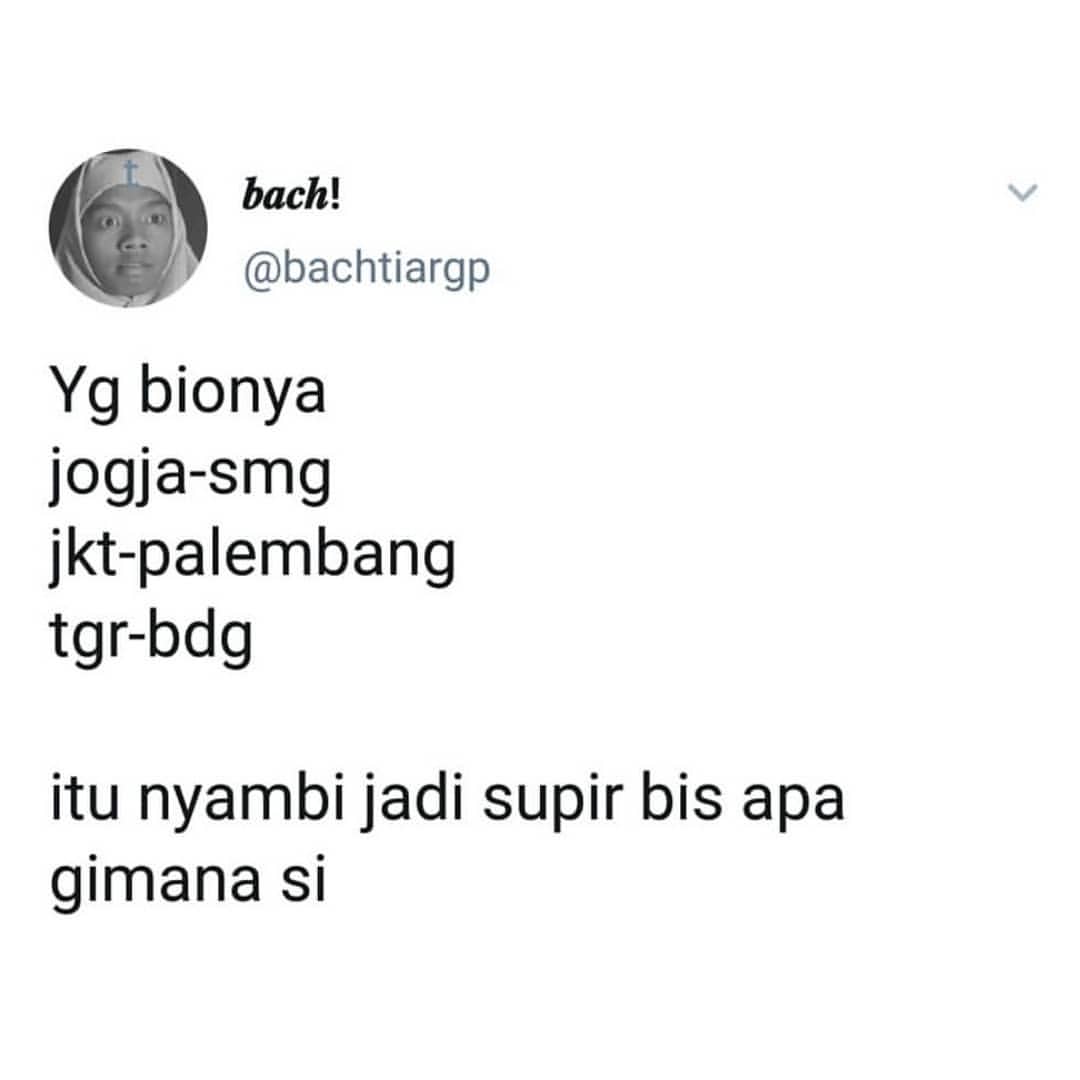 bach!
@bachtiargp
Yg bionya
jogja-smg
jkt-palembang
tgr-bdg
itu nyambi jadi supir bis apa
gimana si